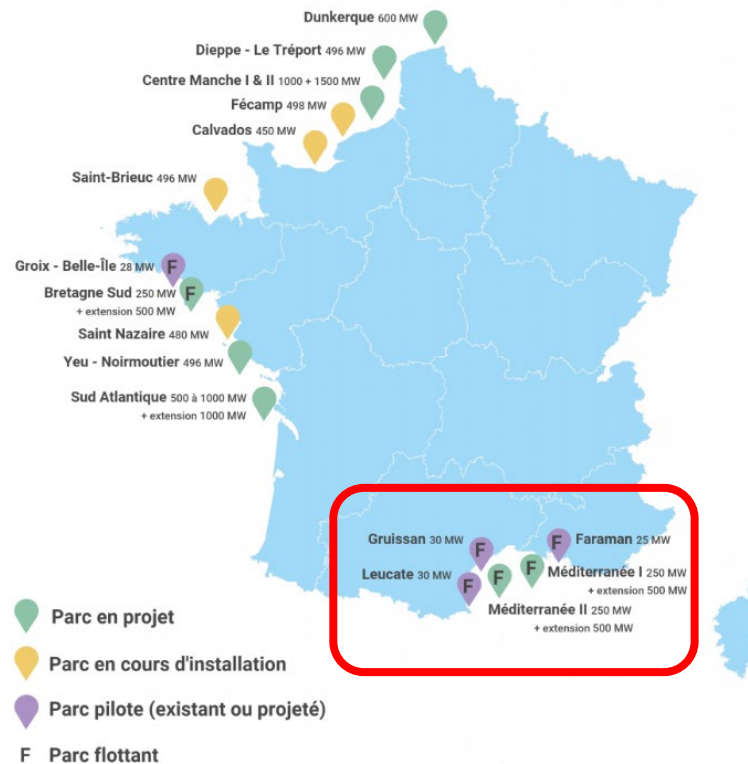 Dunkerque 600 MW
Dieppe - Le Tréport 496 MW
Centre Manche I & II 1000 + 1500 MW
Fécamp 498 MW
Calvados 450 MW
Saint-Brieuc 496 MW
Groix - Belle-Île 28 MW
F
Bretagne Sud 250 MW
+ extension 500 MW
F
Saint Nazaire 480 MW
Yeu - Noirmoutier 496 MW
Sud Atlantique 500 à 1000 MW
+ extension 1000 MW
Gruissan 30 MW
F
F
Faraman 25 MW
Leucate 30 MW
F
F
F
Méditerranée I 250 MW
+ extension 500 MW
Méditerranée II 250 MW
+ extension 500 MW
Parc en projet
Parc en cours d'installation
Parc pilote (existant ou projeté)
F Parc flottant